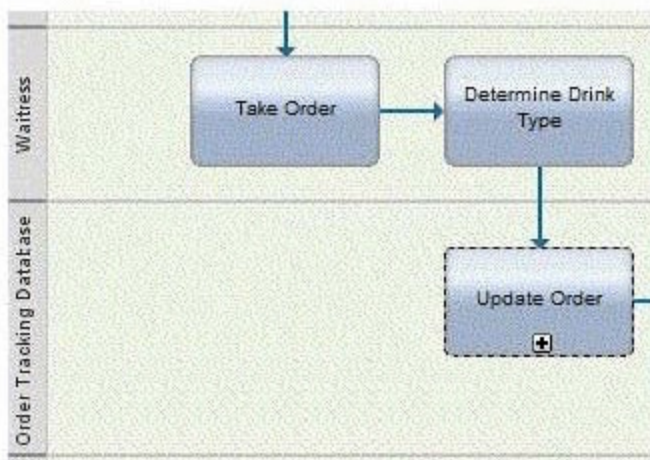 Waitress
Take Order
Determine Drink
Type
Order Tracking Database
Update Order